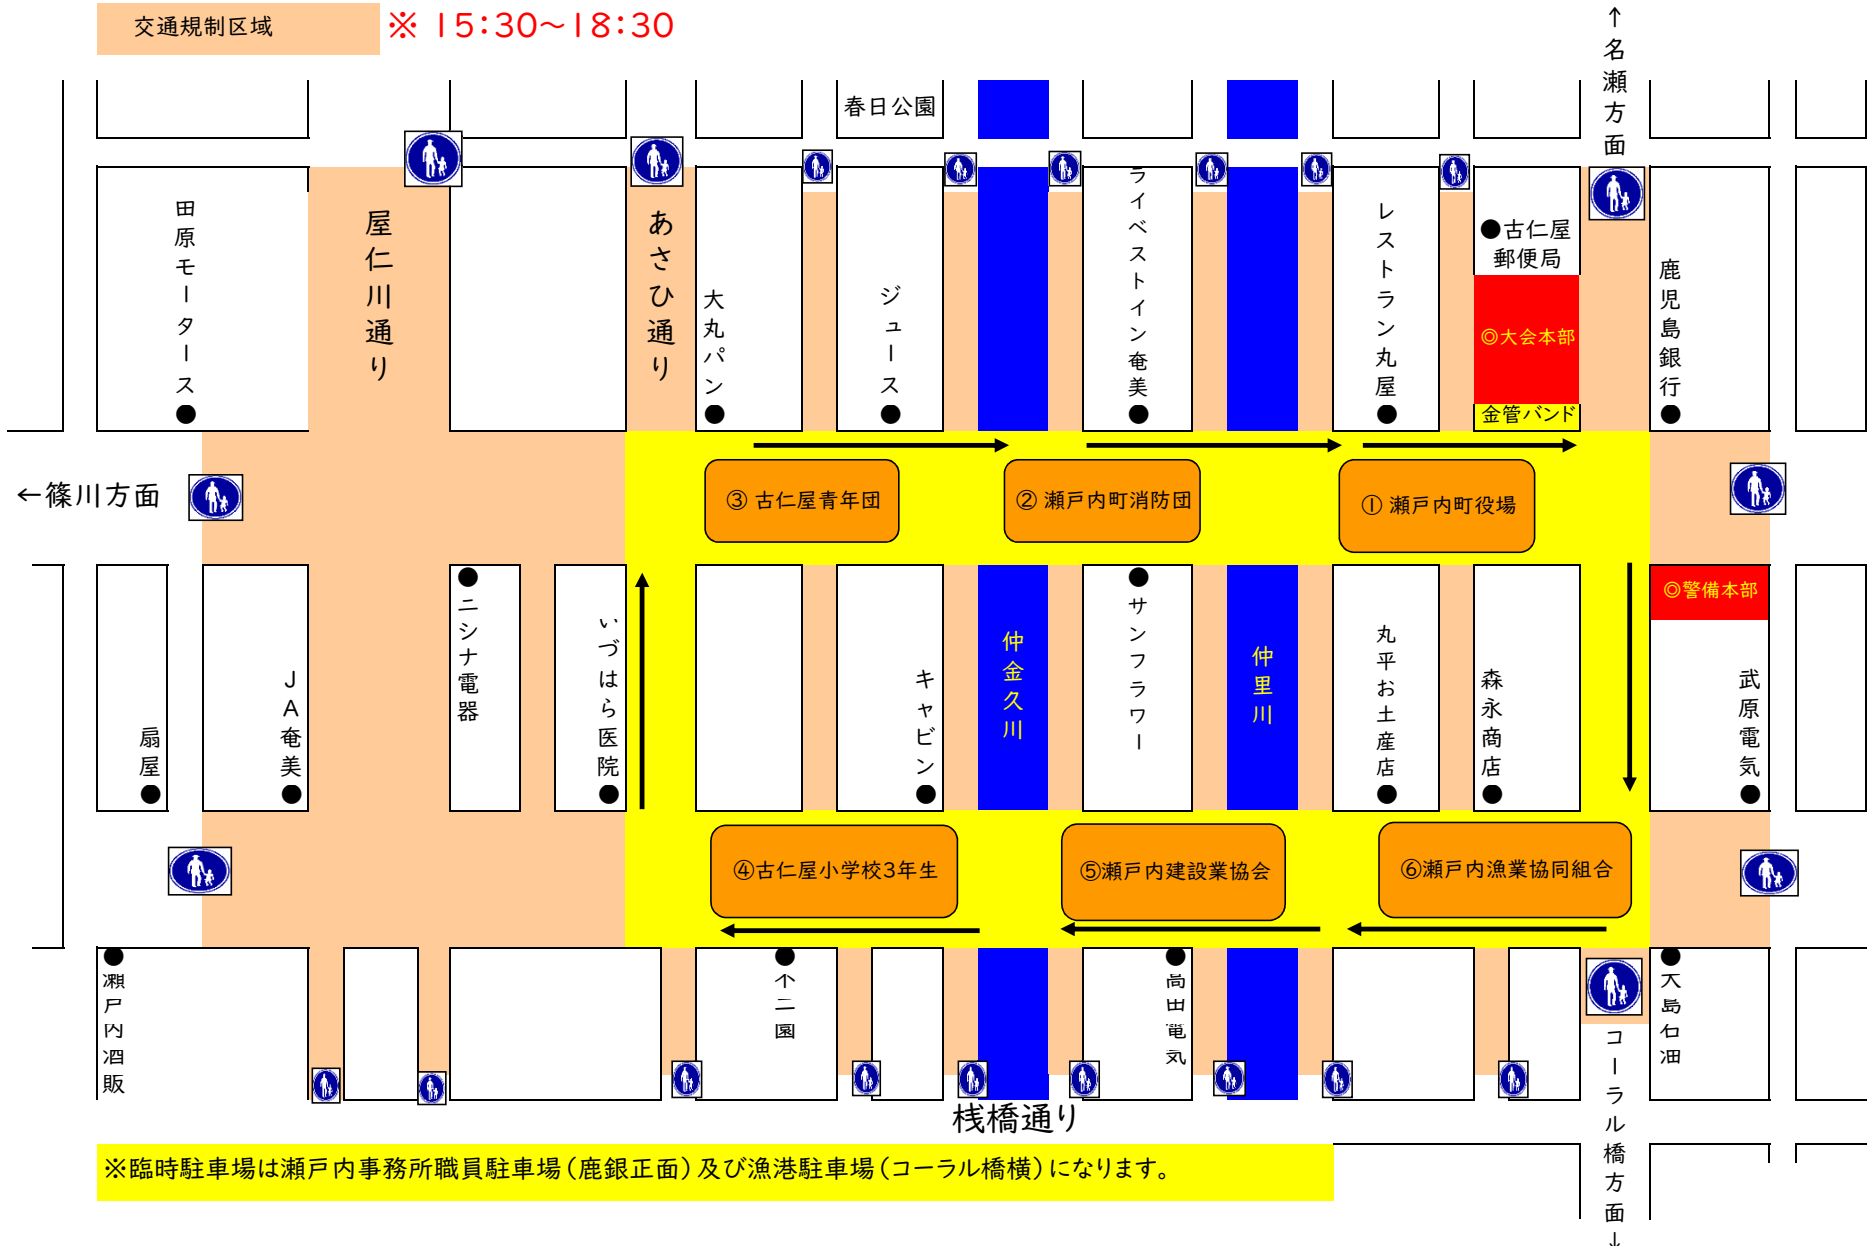 交通規制区域
※ 15:30~18:30
↑名瀬方面
春日公園
田原モータース●
屋仁川通り
あさひ通り
大丸パン●
ジュース●
ライベストイン奄美●
レストラン丸屋●
●古仁屋
郵便局
◎大会本部
金管バンド
鹿児島銀行●
←篠川方面
③ 古仁屋青年団
② 瀬戸内町消防団
① 瀬戸内町役場
扇屋●
JA奄美●
●ニシナ電器
いづはら医院●
キャビン●
仲金久川
●サンフラワー
仲里川
丸平お土産店●
森永商店●
◎警備本部
武原電気●
④古仁屋小学校3年生
⑤瀬戸内建設業協会
⑥瀬戸内漁業協同組合
●瀬戸内酒販
●不二園
●高田電気
●大島石油
コーラル橋方面↓
桟橋通り
※臨時駐車場は瀬戸内事務所職員駐車場(鹿銀正面)及び漁港駐車場(コーラル橋横)になります。